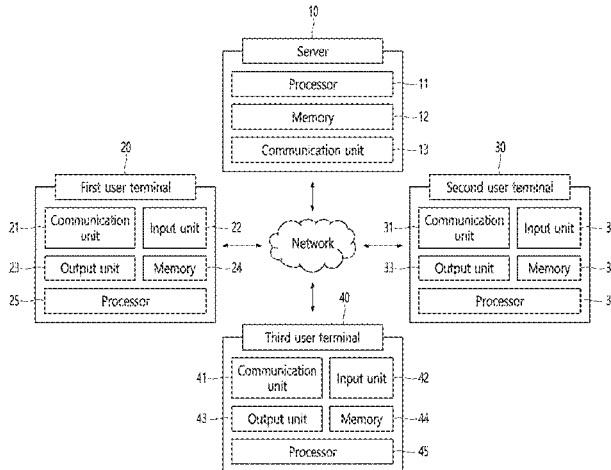 10
Server
Processor
11
Memory
12
Communication unit
13
20
First user terminal
21
Communication
unit
Input unit
22
23
Output unit
Memory
24
25
Processor
Network
30
Second user terminal
31
Communication
unit
Input unit
3
33
Output unit
Memory
3
Processor
3
40
Third user terminal
41
Communication
unit
Input unit
42
43
Output unit
Memory
44
Processor
45